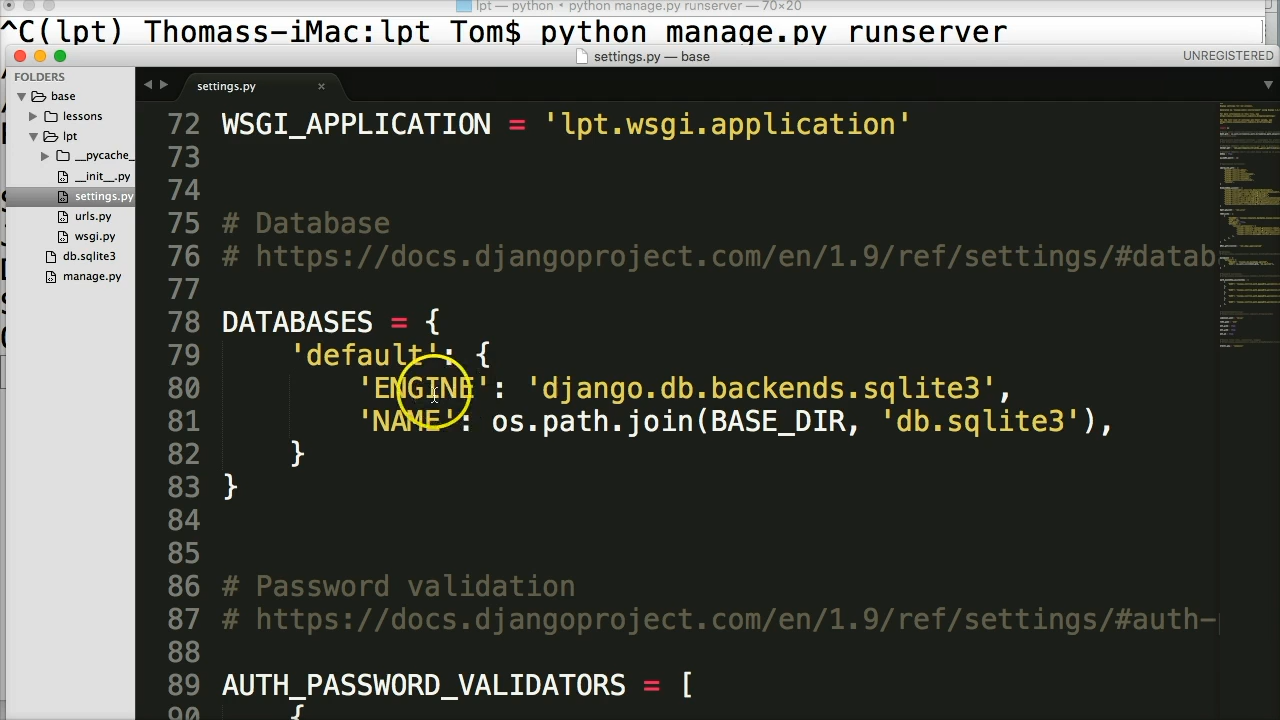 lpt — python • python manage.py runserver — 70×20
^C(lpt) Thomass-iMac:lpt Tom$ python manage.py runserver
settings.py — base
UNREGISTERED
FOLDERS
base
lessons
lpt
__pycache_
__init__.py
settings.py
urls.py
wsgi.py
db.sqlite3
manage.py
settings.py
72 WSGI_APPLICATION = 'lpt.wsgi.application'
73
74
75 # Database
76 # https://docs.djangoproject.com/en/1.9/ref/settings/#datab
77
78 DATABASES = {
79 'default': {
80 'ENGINE': 'django.db.backends.sqlite3',
81 'NAME': os.path.join(BASE_DIR, 'db.sqlite3'),
82 }
83 }
84
85
86 # Password validation
87 # https://docs.djangoproject.com/en/1.9/ref/settings/#auth-
88
89 AUTH_PASSWORD_VALIDATORS = [
90 {